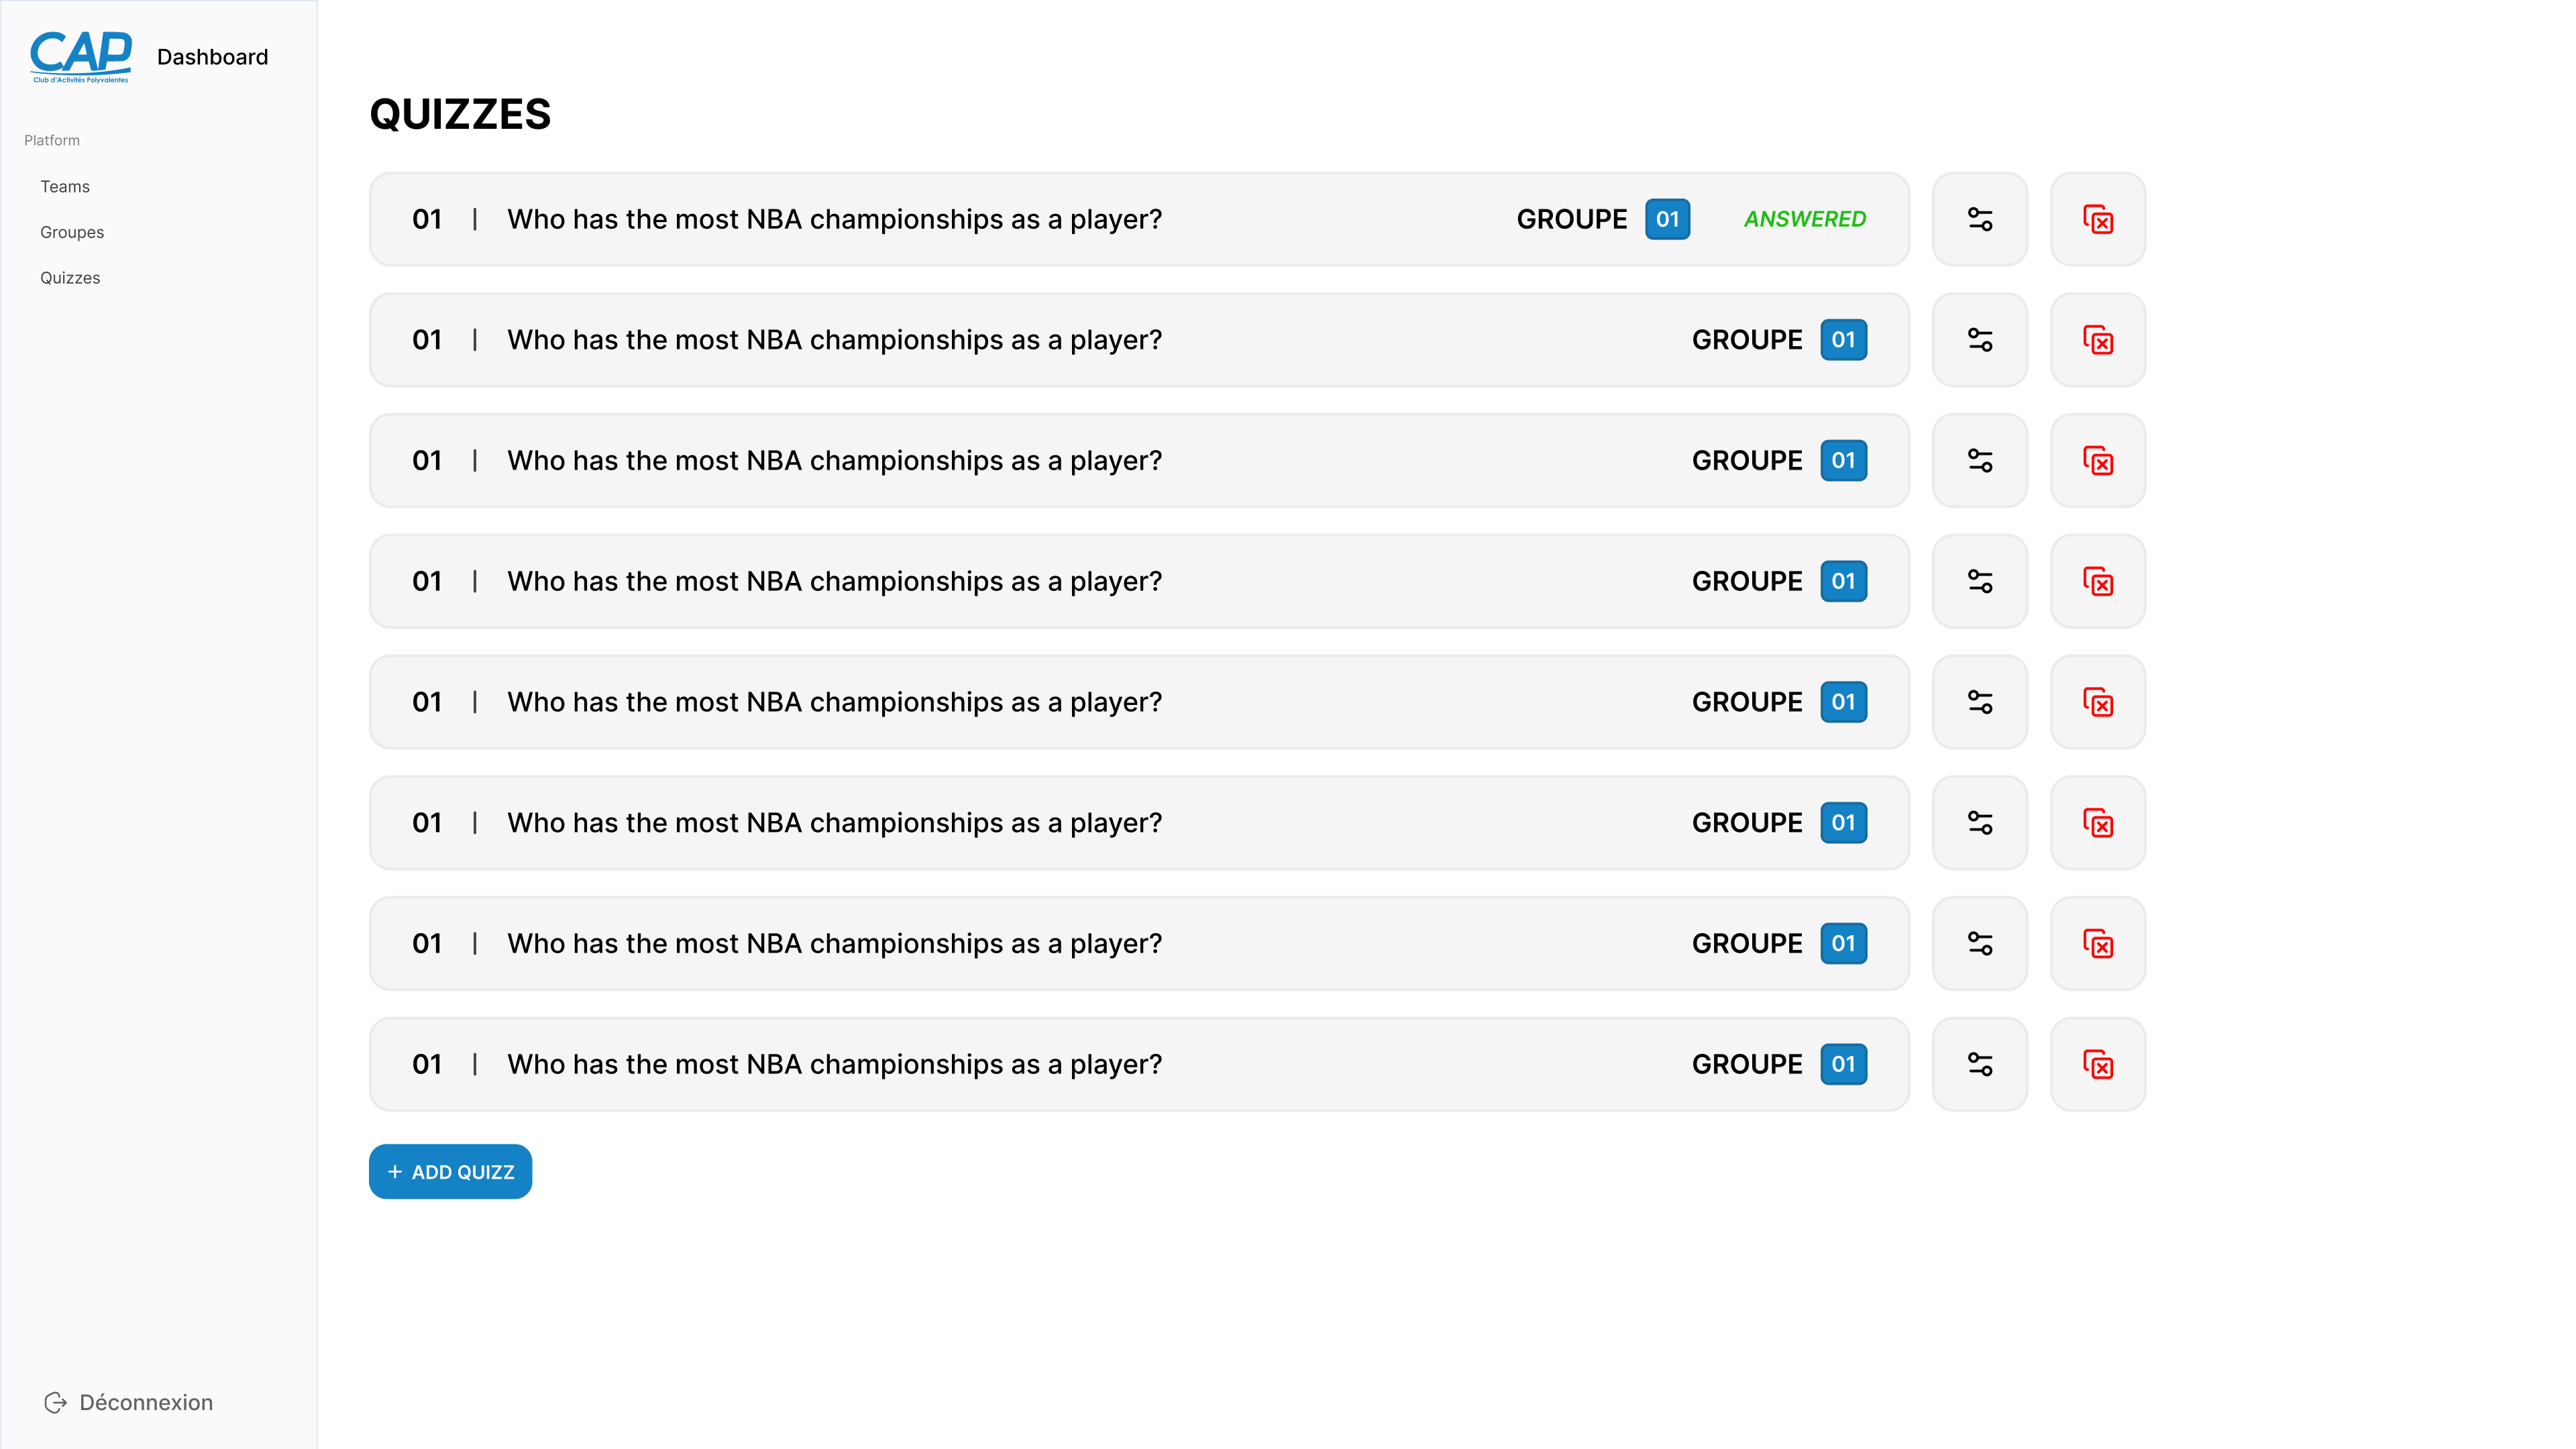 CAP
Club d'Activités Polyvalentes
Dashboard
Platform
Teams
Groupes
Quizzes
QUIZZES
01 | Who has the most NBA championships as a player? GROUPE 01 ANSWERED
01 | Who has the most NBA championships as a player? GROUPE 01
01 | Who has the most NBA championships as a player? GROUPE 01
01 | Who has the most NBA championships as a player? GROUPE 01
01 | Who has the most NBA championships as a player? GROUPE 01
01 | Who has the most NBA championships as a player? GROUPE 01
01 | Who has the most NBA championships as a player? GROUPE 01
01 | Who has the most NBA championships as a player? GROUPE 01
+ ADD QUIZZ
Déconnexion